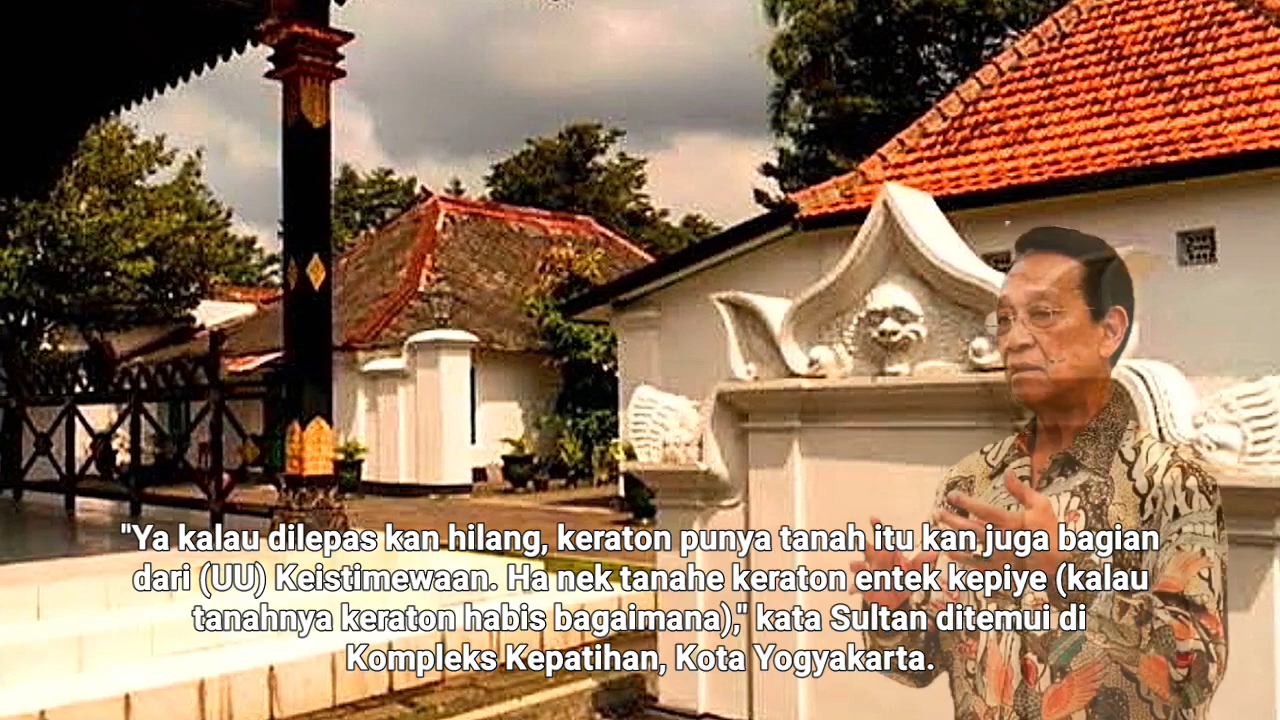 "Ya kalau dilepas kan hilang, keraton punya tanah itu kan juga bagian
dari (UU) Keistimewaan. Ha nek tanahe keraton entek kepiye (kalau
tanahnya keraton habis bagaimana)," kata Sultan ditemui di
Kompleks Kepatihan, Kota Yogyakarta.